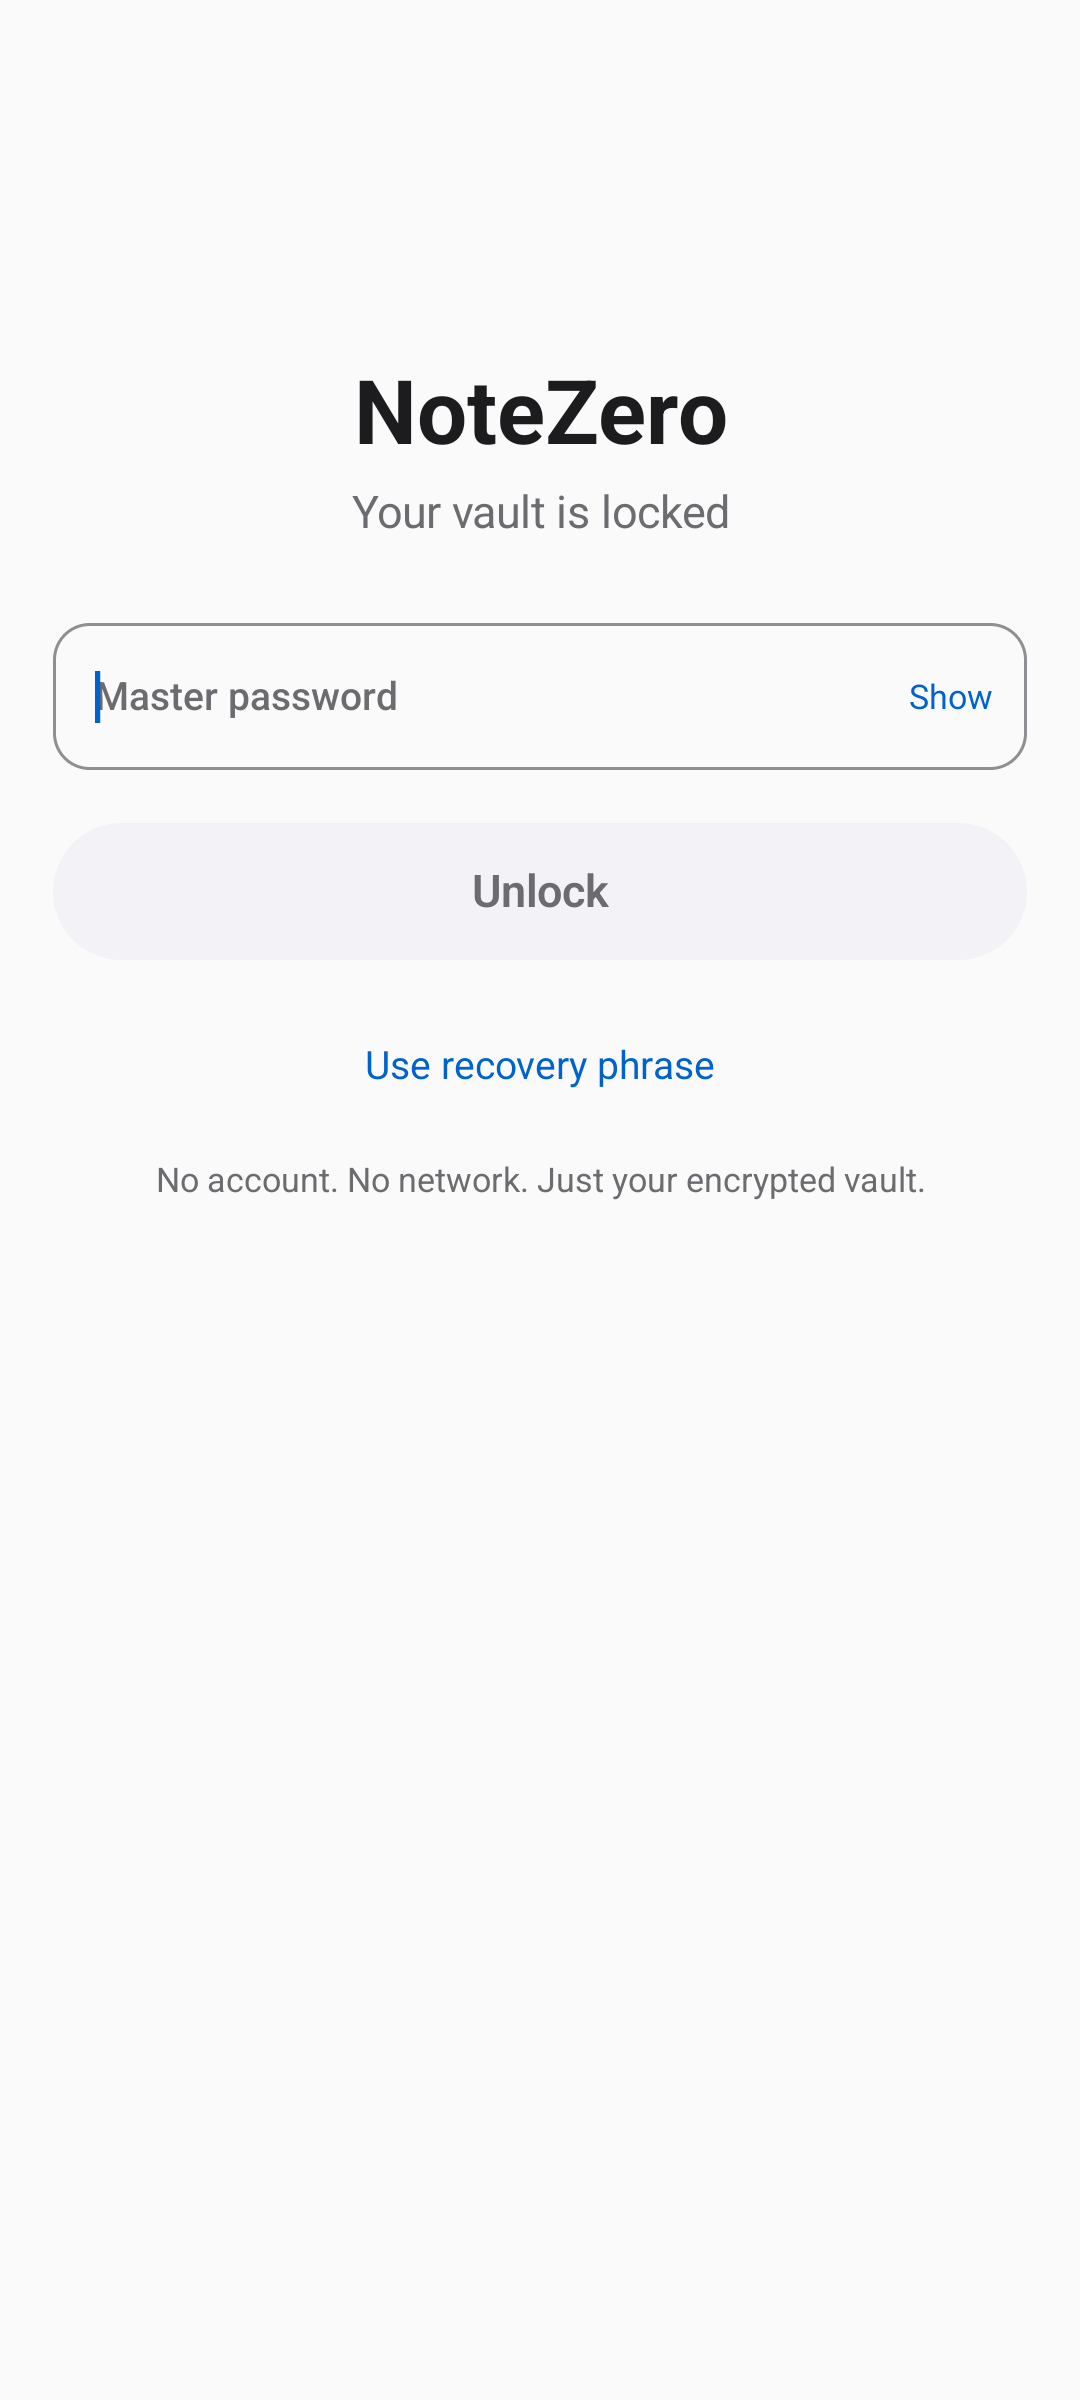 NoteZero
Your vault is locked
Master password Show
Unlock
Use recovery phrase
No account. No network. Just your encrypted vault.